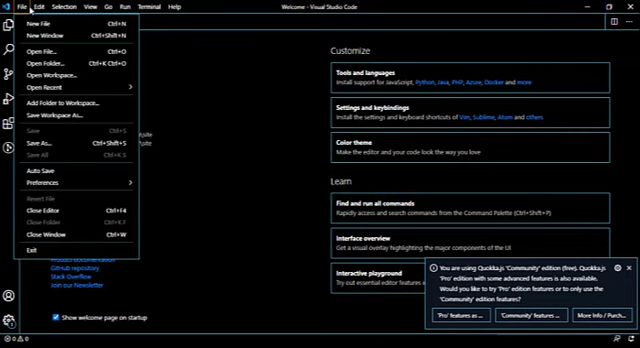 File Edit Selection View Go Run Terminal Help
Welcome - Visual Studio Code
New File Ctrl+N
New Window Ctrl+Shift+N
Open File... Ctrl+O
Open Folder... Ctrl+K Ctrl+O
Open Workspace...
Open Recent
Add Folder to Workspace...
Save Workspace As...
Save Ctrl+S
Save As... Ctrl+Shift+S
Save All Ctrl+K S
Auto Save
Preferences
Revert File
Close Editor Ctrl+F4
Close Folder Ctrl+K F
Close Window Ctrl+W
Exit
GitHub repository
Stack Overflow
Join our Newsletter
Show welcome page on startup
Customize
Tools and languages
Install support for JavaScript, Python, Java, PHP, Azure, Docker and more
Settings and keybindings
Install the settings and keyboard shortcuts of Vim, Sublime, Atom and others
Color theme
Make the editor and your code look the way you love
Learn
Find and run all commands
Rapidly access and search commands from the Command Palette (Ctrl+Shift+P)
Interface overview
Get a visual overlay highlighting the major components of the UI
Interactive playground
Try out essential editor features
You are using Quokka.js 'Community' edition (free). Quokka.js
'Pro' edition with some advanced features is also available.
Would you like to try 'Pro' edition features or to only use the
'Community' edition features?
'Pro' features as ... 'Community' features ... More Info / Purch...
0 0